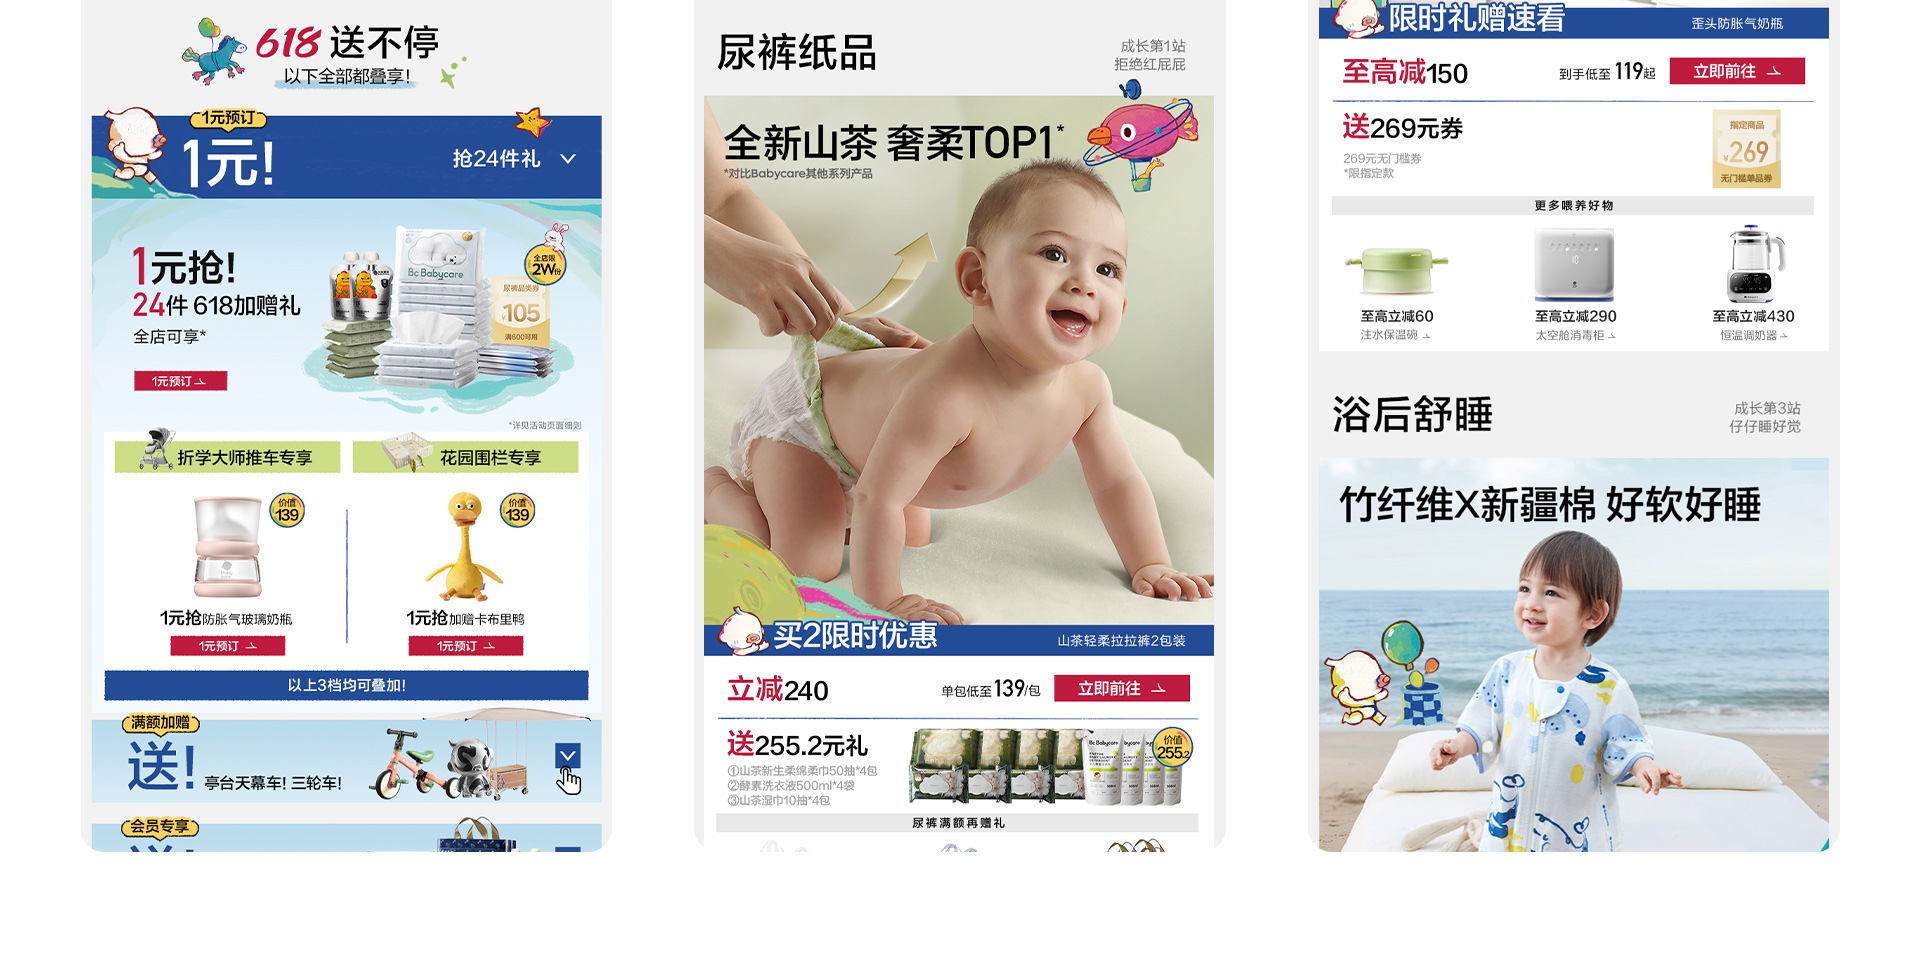 618 送不停
以下全部都叠享!
1元预订
1元!
抢24件礼
1元抢!
24件 618加赠礼
全店可享*
1元预订
Bc Babycare
全店限
2W份
尿裤品类券
¥105
满600可用
*详见活动页面细则
折学大师推车专享
花园围栏专享
价值
139
价值
139
1元抢防胀气玻璃奶瓶
1元抢加赠卡布里鸭
1元预订
1元预订
以上3档均可叠加!
满额加赠
送!
亭台天幕车! 三轮车!
会员专享
尿裤纸品
成长第1站
拒绝红屁屁
全新山茶 奢柔TOP1*
*对比Babycare其他系列产品
买2限时优惠
山茶轻柔拉拉裤2包装
立减240
单包低至139/包
立即前往
送255.2元礼
①山茶新生柔绵柔巾50抽*4包
②酵素洗衣液500ml*4袋
③山茶湿巾10抽*4包
Bc Babycare
价值
255.2
尿裤满额再赠礼
限时礼赠速看
歪头防胀气奶瓶
至高减150
到手低至119起
立即前往
送269元券
269元无门槛券
*限指定款
指定商品
¥269
无门槛单品券
更多喂养好物
至高立减60
注水保温碗
至高立减290
太空舱消毒柜
至高立减430
恒温调奶器
浴后舒睡
成长第3站
仔仔睡好觉
竹纤维X新疆棉 好软好睡